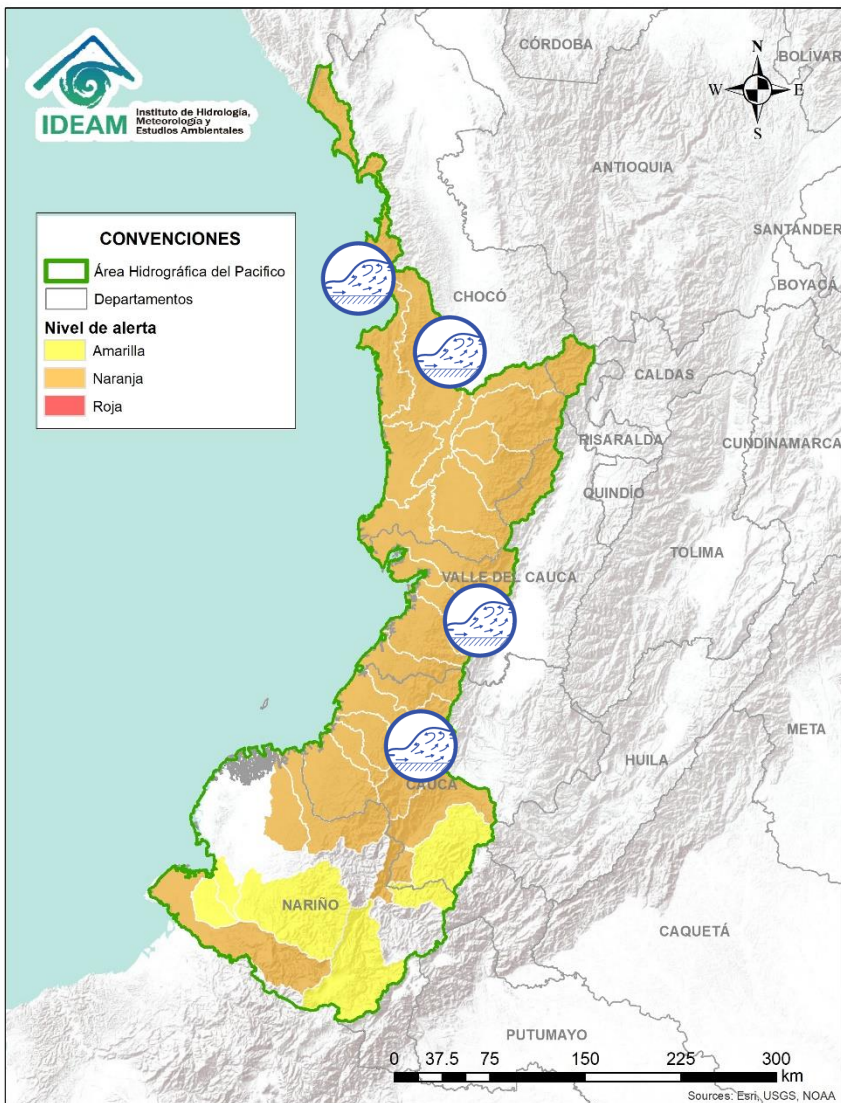 IDEAM
Instituto de Hidrología,
Meteorología y
Estudios Ambientales
CÓRDOBA
BOLÍVAR
N
W
E
S
ANTIOQUIA
SANTANDER
BOYACÁ
CONVENCIONES
Área Hidrográfica del Pacifico
Departamentos
Nivel de alerta
Amarilla
Naranja
Roja
CHOCÓ
CALDAS
RISARALDA
CUNDINAMARCA
QUINDÍO
TOLIMA
VALLE DEL CAUCA
META
HUILA
CAUCA
NARIÑO
CAQUETÁ
PUTUMAYO
0 37.5 75 150 225 300
km
Sources: Esri, USGS, NOAA